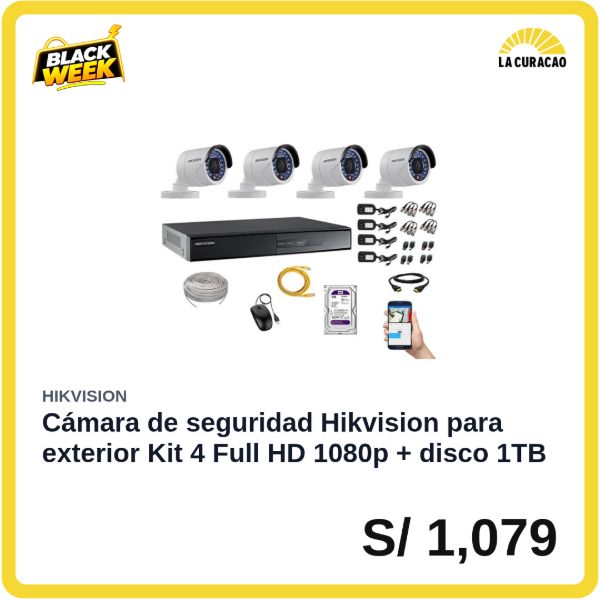 BLACK
WEEK
LA CURACAO
HIKVISION
HIKVISION
Cámara de seguridad Hikvision para
exterior Kit 4 Full HD 1080p + disco 1TB
S/ 1,079